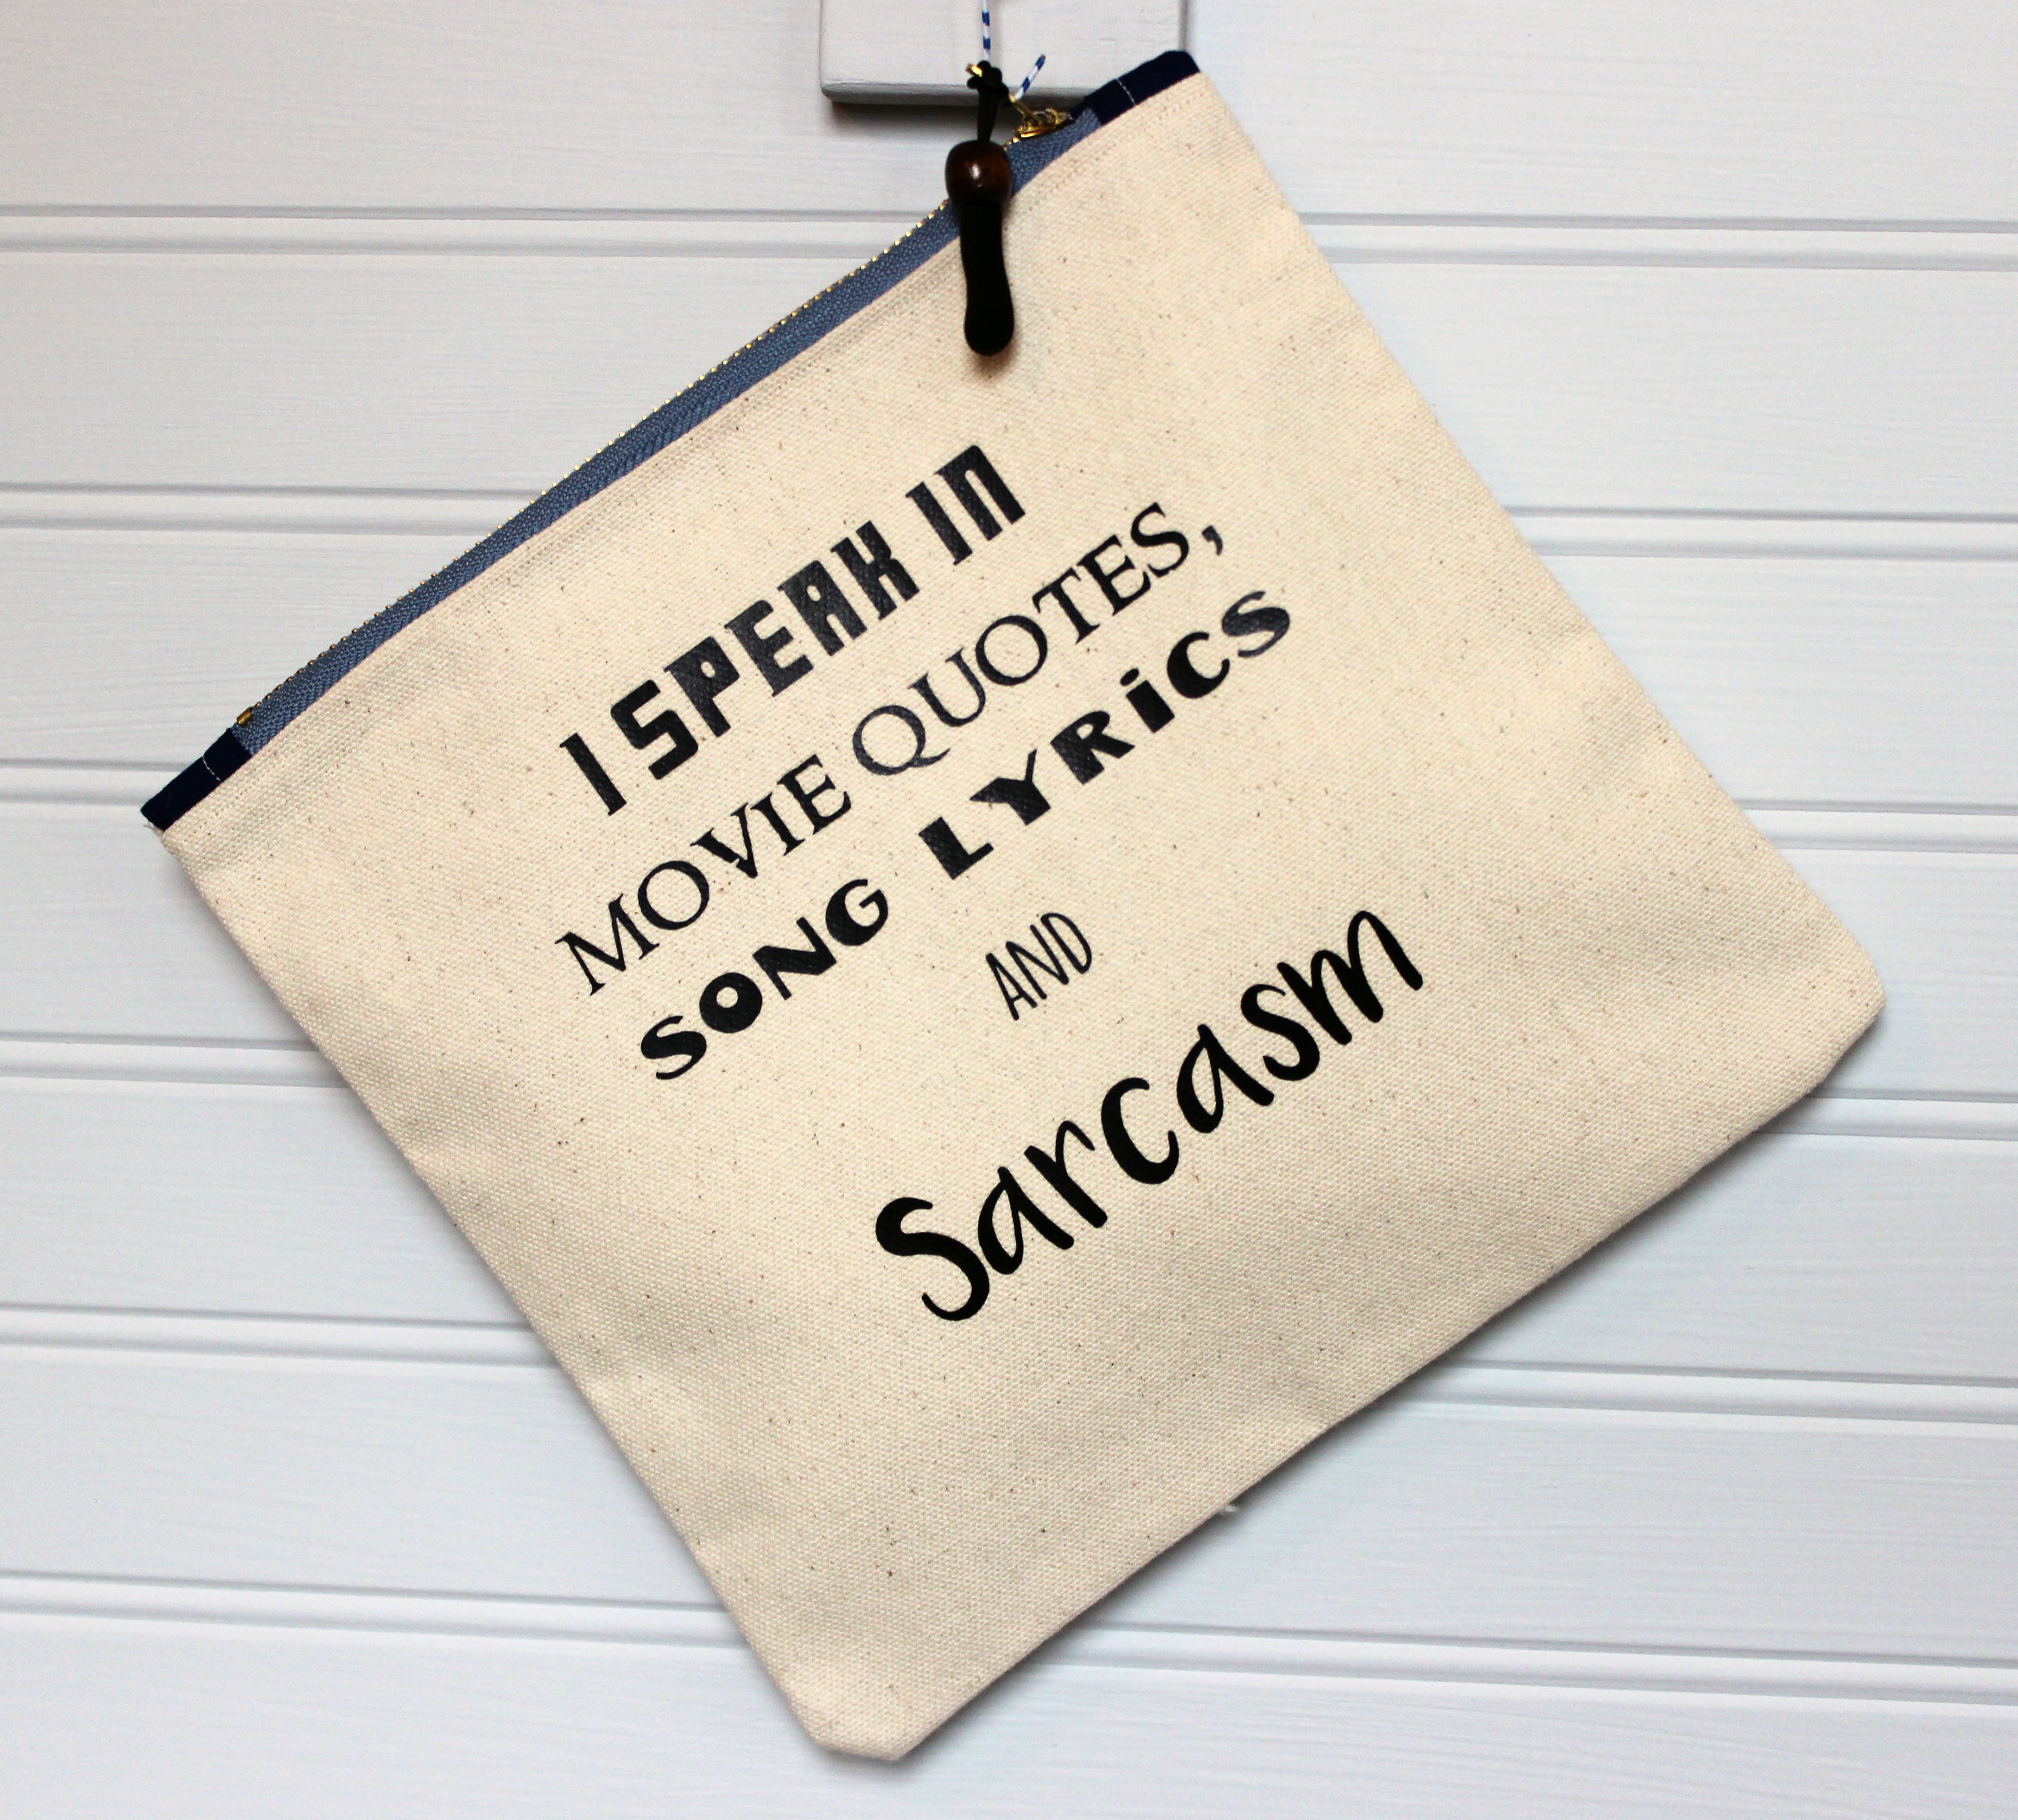 I SPEAK IN
MOVIE QUOTES,
SONG LYRiCS
AND
Sarcasm